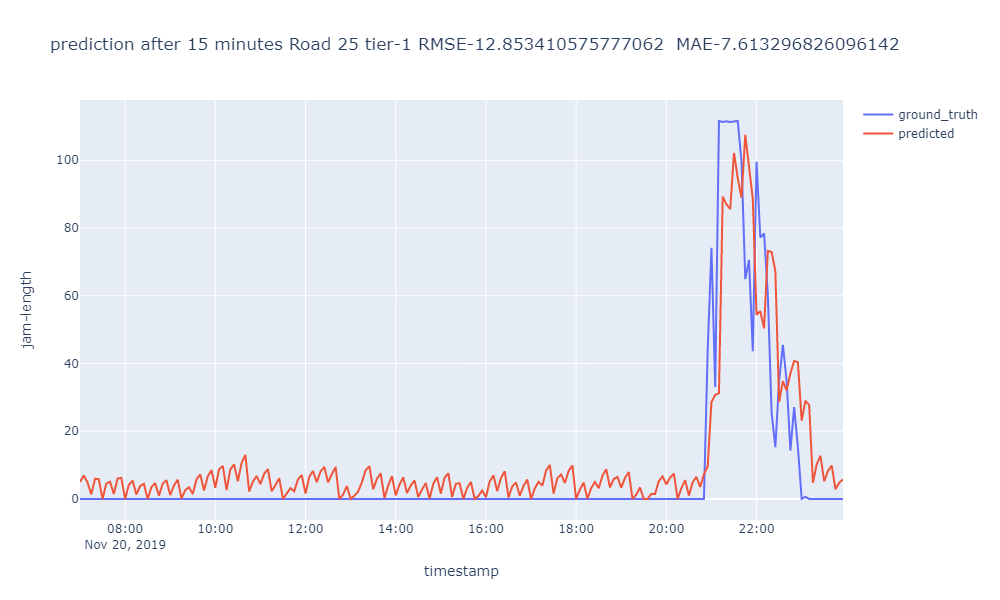 prediction after 15 minutes Road 25 tier-1 RMSE-12.853410575777062  MAE-7.613296826096142
ground_truth
predicted
jam-length
100
80
60
40
20
0
08:00 10:00 12:00 14:00 16:00 18:00 20:00 22:00
Nov 20, 2019
timestamp